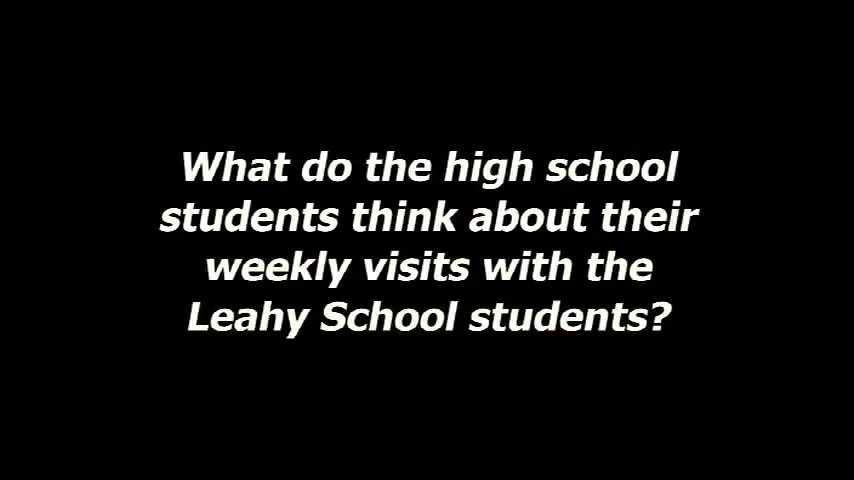 What do the high school
students think about their
weekly visits with the
Leahy School students?